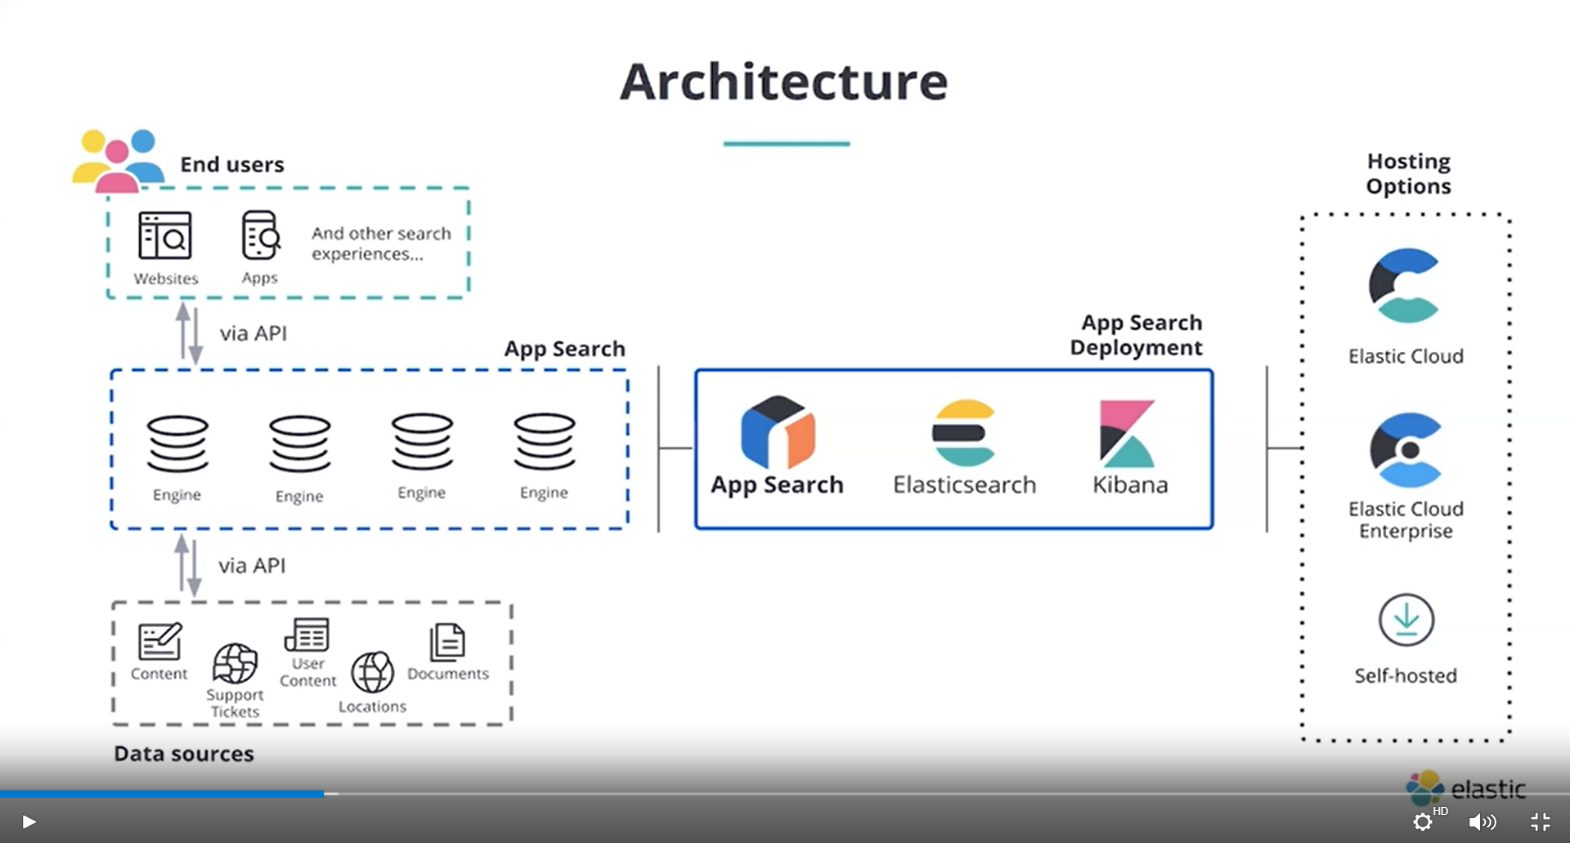 Architecture
End users
Websites
Apps
And other search
experiences...
via API
App Search
Engine
Engine
Engine
Engine
via API
Content
Support
Tickets
User
Content
Locations
Documents
Data sources
App Search
Deployment
App Search
Elasticsearch
Kibana
Hosting
Options
Elastic Cloud
Elastic Cloud
Enterprise
Self-hosted
elastic
HD